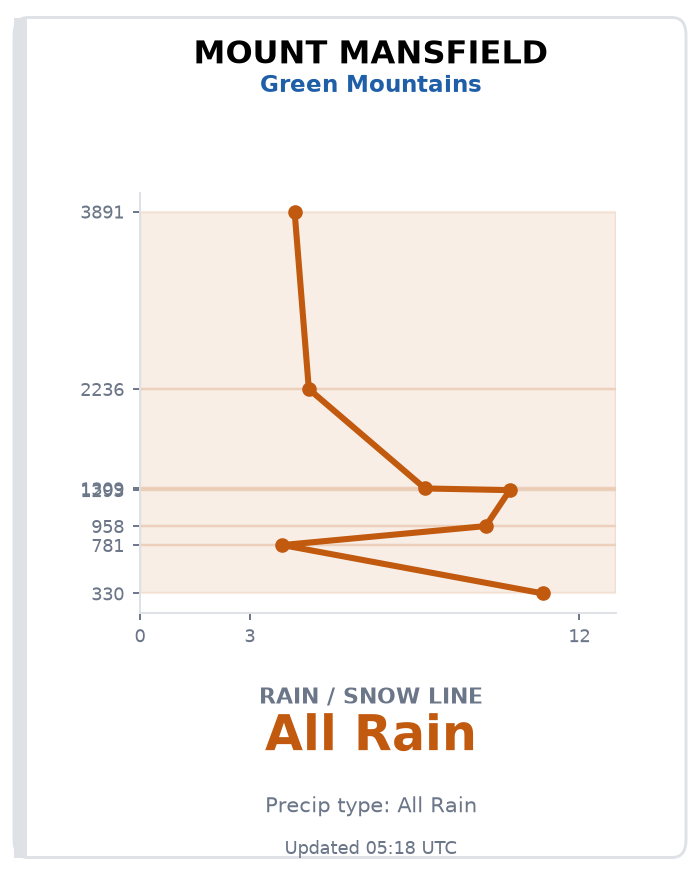 MOUNT MANSFIELD
Green Mountains
3891
2236
958
781
330
0 3 12
RAIN / SNOW LINE
All Rain
Precip type: All Rain
Updated 05:18 UTC